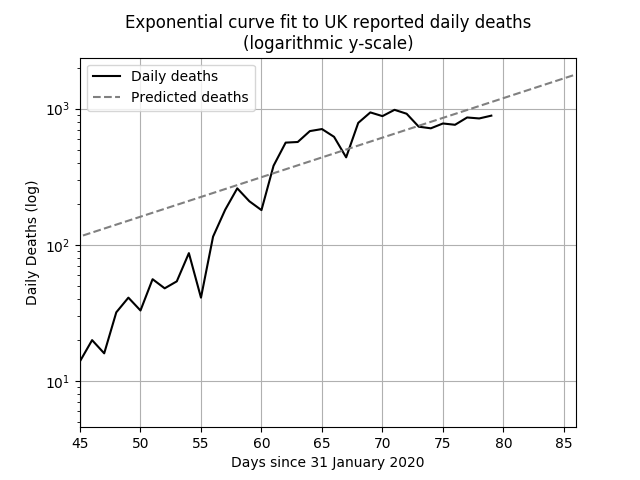 Exponential curve fit to UK reported daily deaths
(logarithmic y-scale)
Daily deaths
Predicted deaths
Daily Deaths (log)
10³
10²
10¹
45 50 55 60 65 70 75 80 85
Days since 31 January 2020